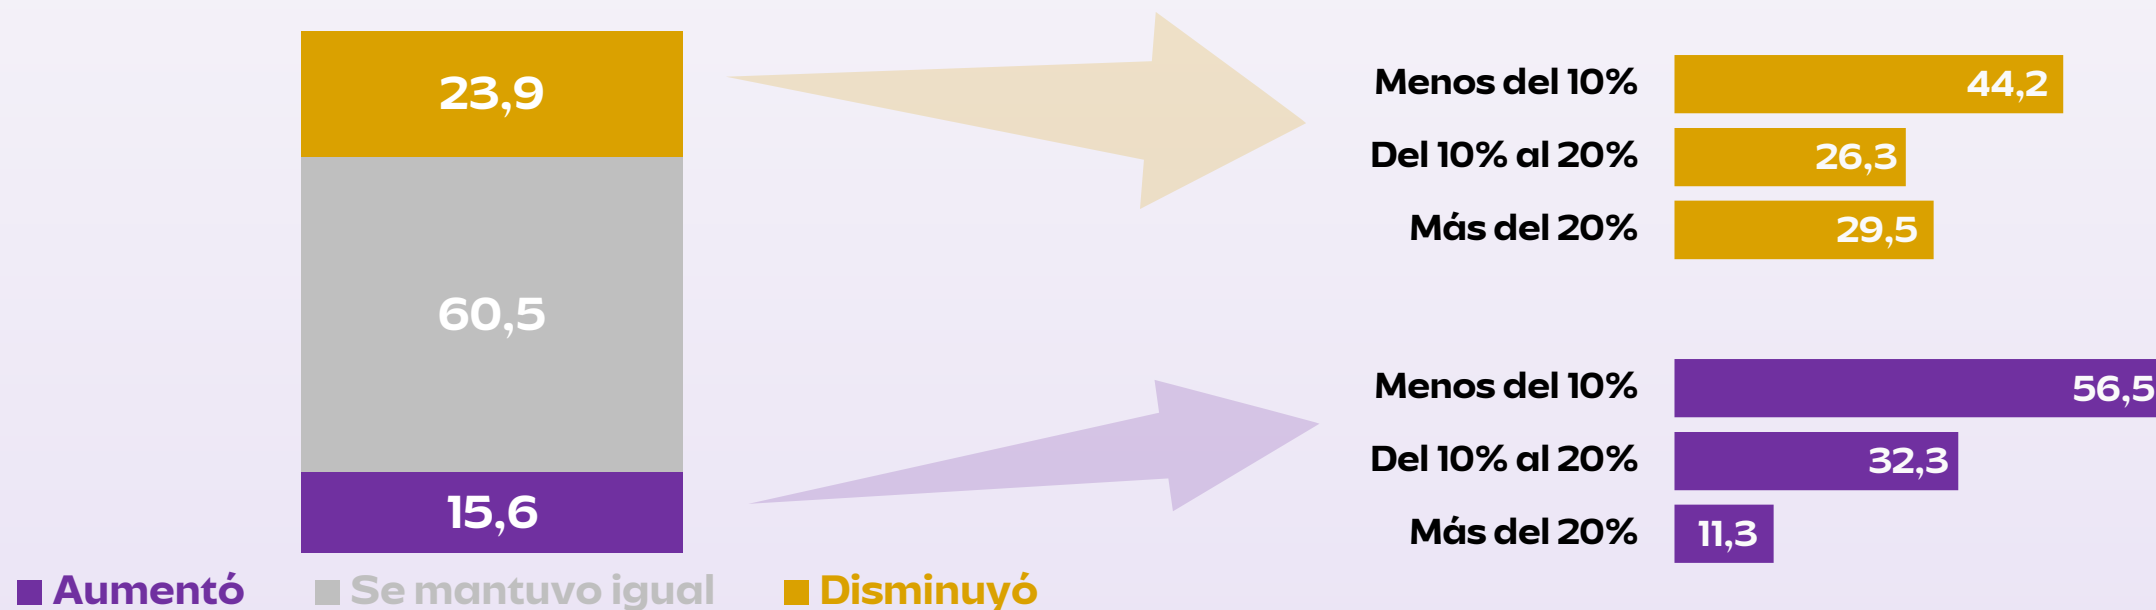 23,9
60,5
15,6
Aumentó
Se mantuvo igual
Disminuyó
Menos del 10% 44,2
Del 10% al 20% 26,3
Más del 20% 29,5
Menos del 10% 56,5
Del 10% al 20% 32,3
Más del 20% 11,3